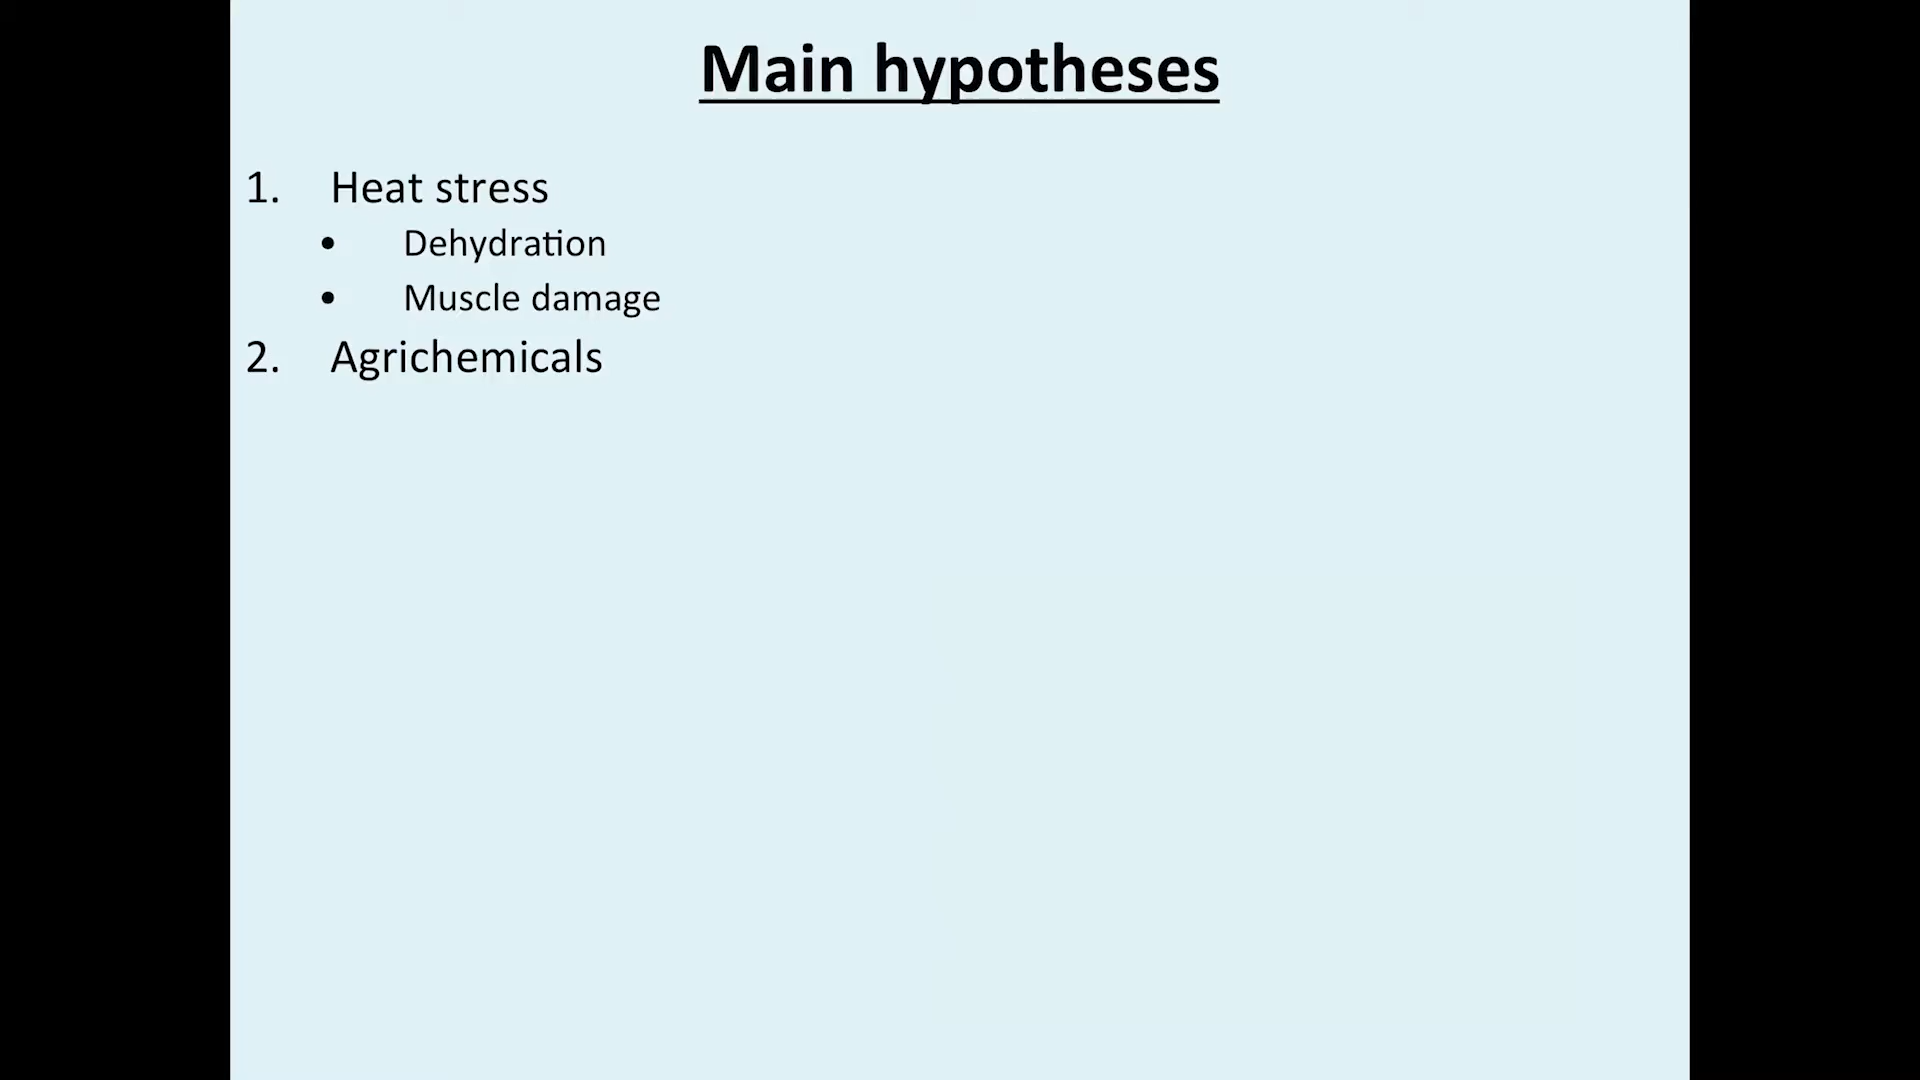 Main hypotheses
1. Heat stress
• Dehydration
• Muscle damage
2. Agrichemicals